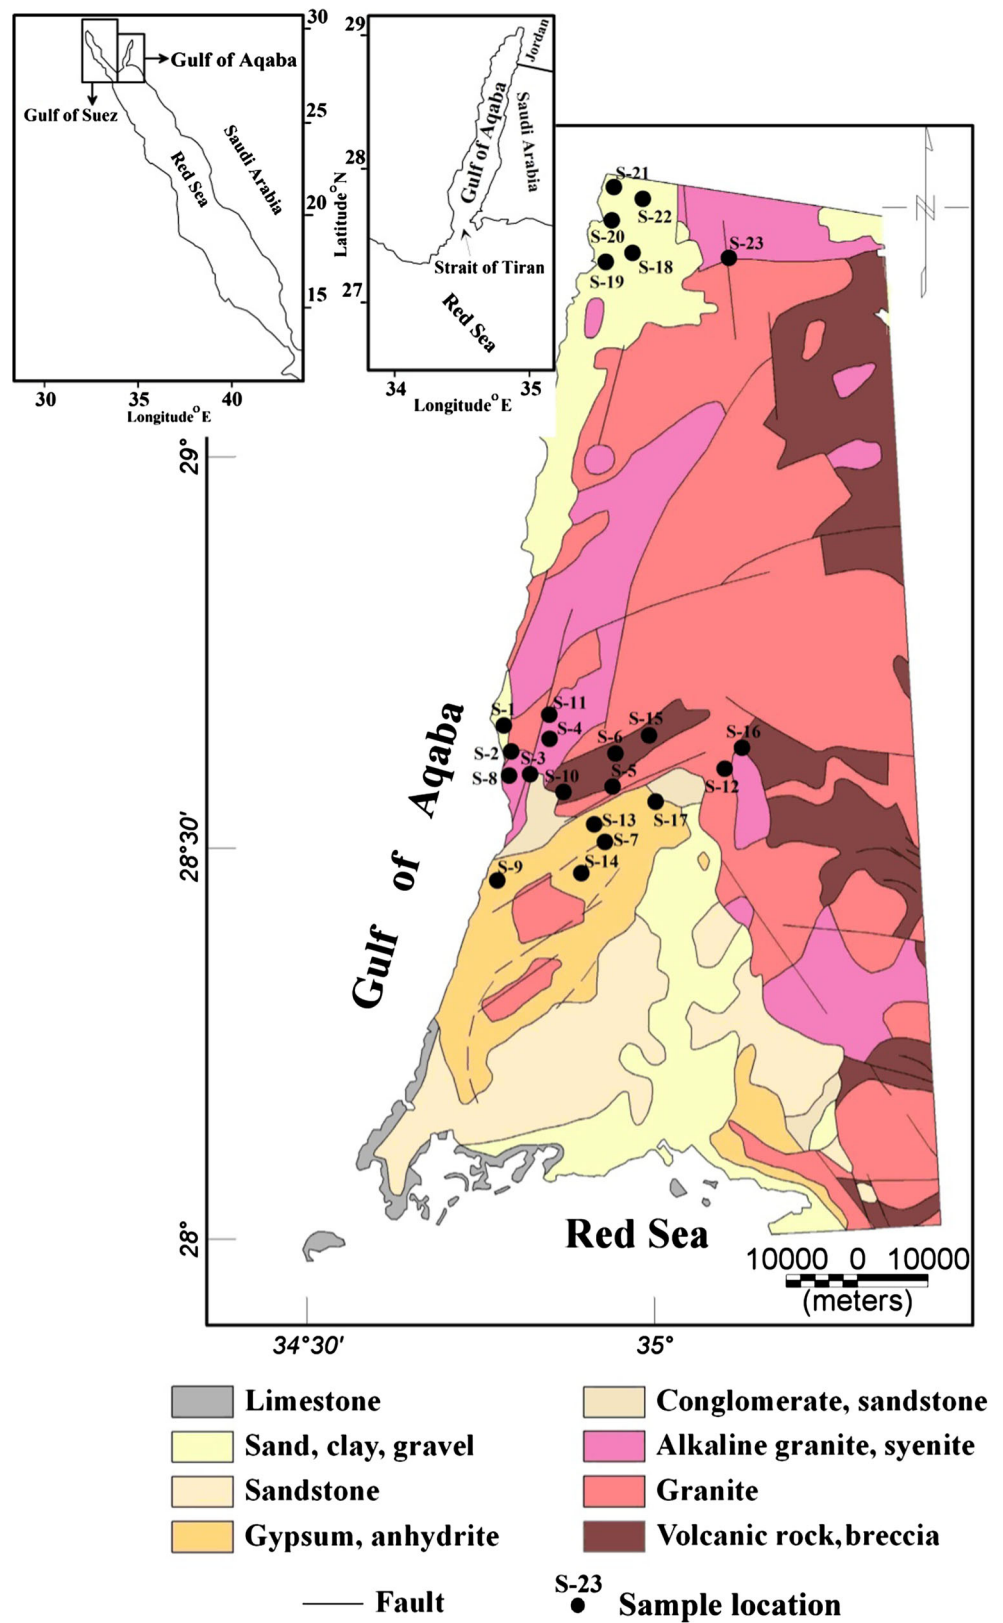 30
25
20
15
30
35
40
Longitude°E
Latitude°N
Gulf of Aqaba
Gulf of Suez
Red Sea
Saudi Arabia
29
28
27
34
35
Longitude°E
Jordan
Gulf of Aqaba
Saudi Arabia
Strait of Tiran
Red Sea
N
S-21
S-22
S-20
S-23
S-18
S-19
29°
S-1
S-11
S-4
S-15
S-6
S-16
S-2
S-3
S-8
S-10
S-5
S-12
S-17
S-13
S-7
S-14
S-9
28°30'
Gulf of Aqaba
28°
Red Sea
10000 0 10000
(meters)
34°30'
35°
Limestone
Sand, clay, gravel
Sandstone
Gypsum, anhydrite
Conglomerate, sandstone
Alkaline granite, syenite
Granite
Volcanic rock, breccia
Fault
S-23
Sample location